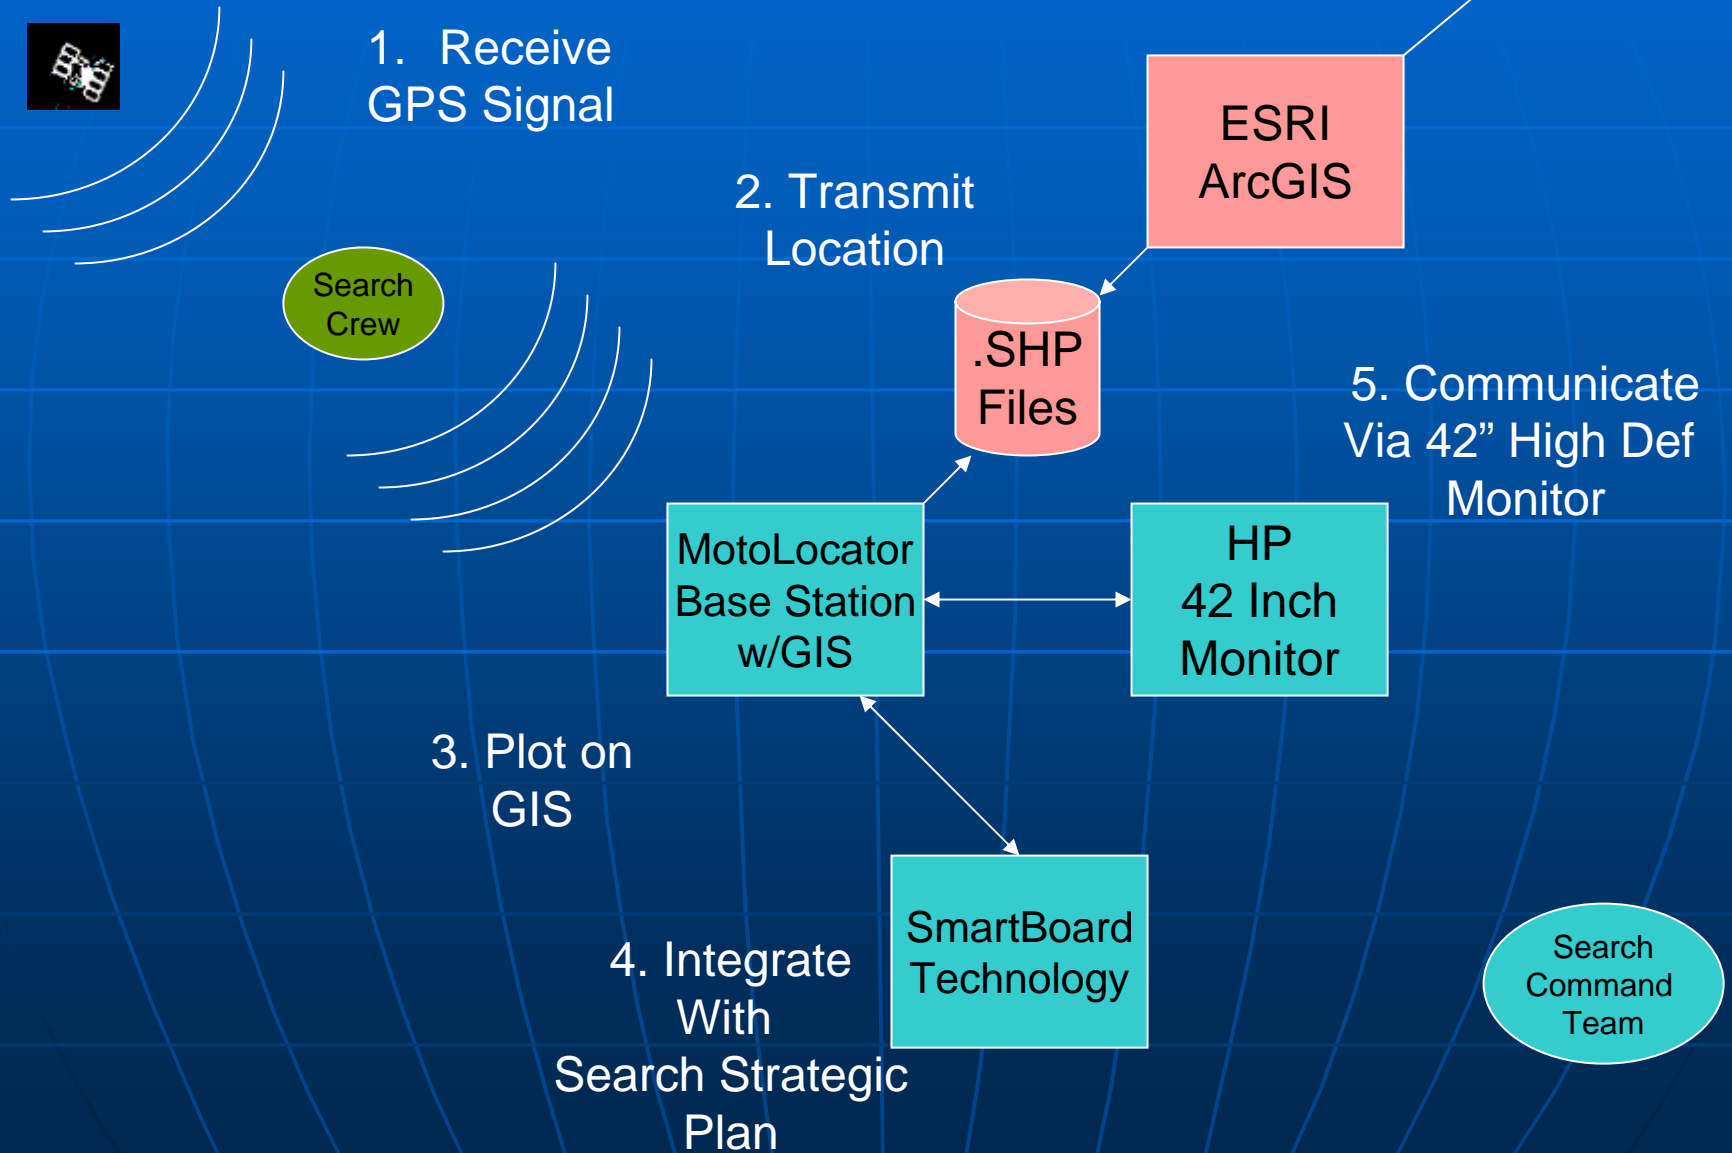 1. Receive
GPS Signal
ESRI
ArcGIS
2. Transmit
Location
Search
Crew
.SHP
Files
5. Communicate
Via 42” High Def
Monitor
MotoLocator
Base Station
w/GIS
HP
42 Inch
Monitor
3. Plot on
GIS
SmartBoard
Technology
4. Integrate
With
Search Strategic
Plan
Search
Command
Team